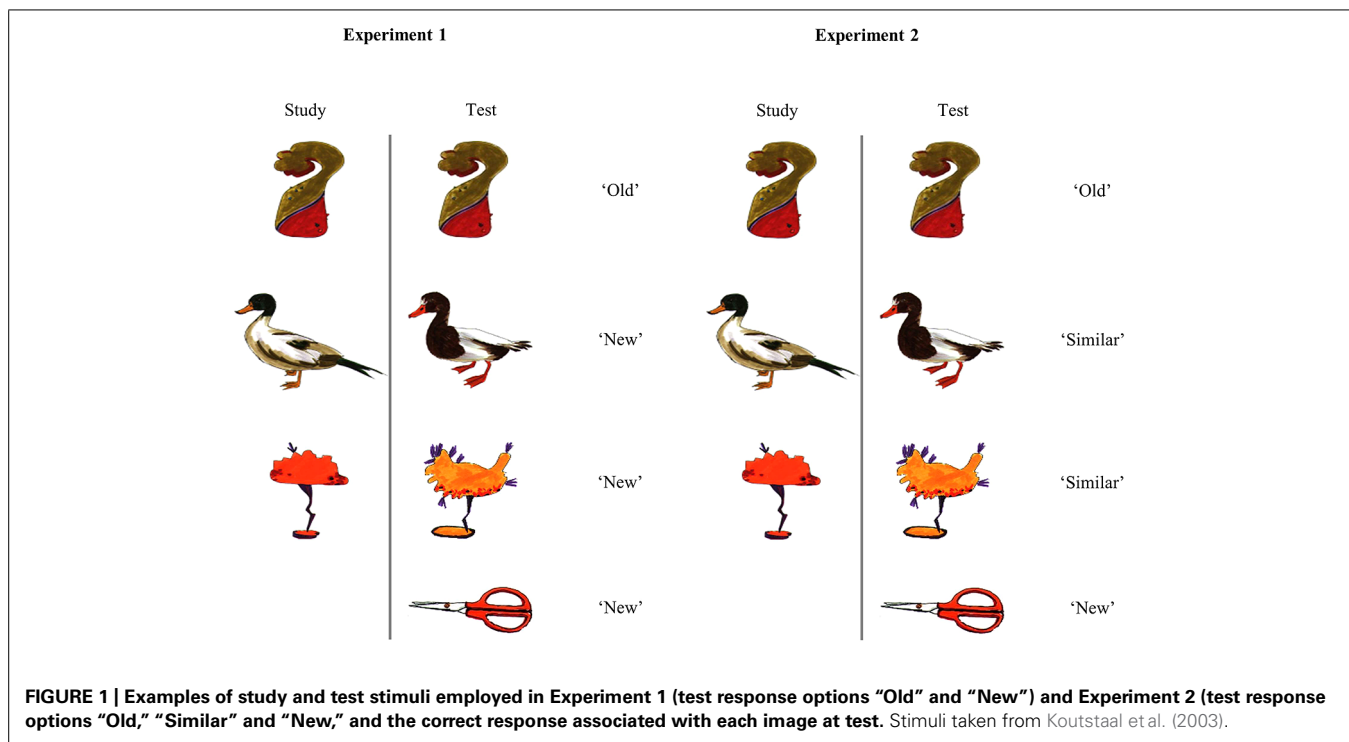 Experiment 1
Experiment 2
Study
Test
Study
Test
‘Old’
‘Old’
‘New’
‘Similar’
‘New’
‘Similar’
‘New’
‘New’
FIGURE 1 | Examples of study and test stimuli employed in Experiment 1 (test response options “Old” and “New”) and Experiment 2 (test response
options “Old,” “Similar” and “New,” and the correct response associated with each image at test. Stimuli taken from Koutstaal et al. (2003).